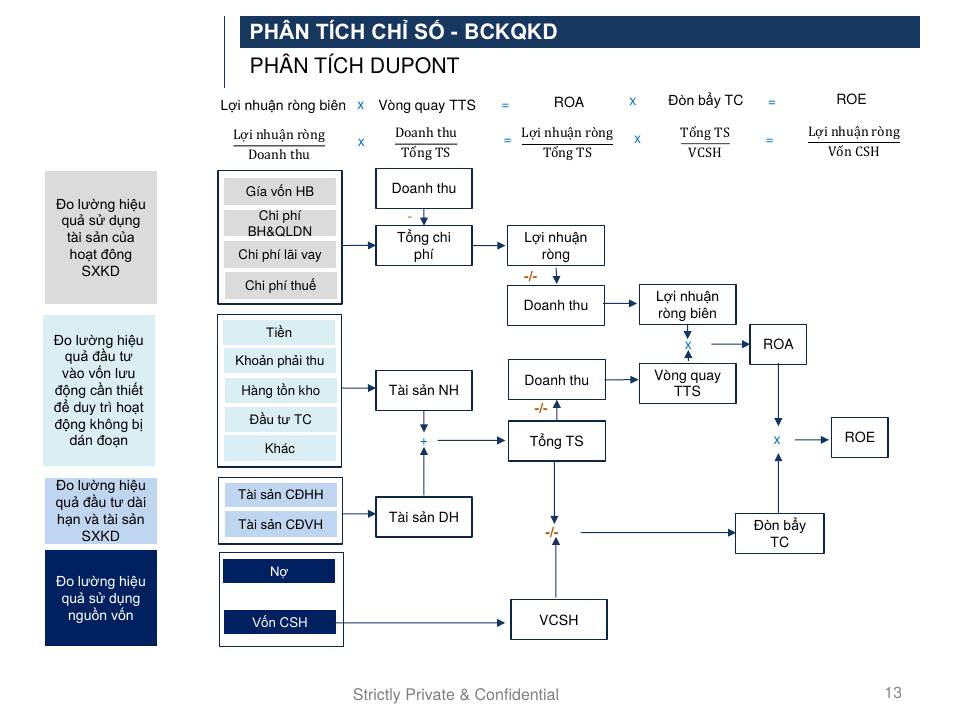 PHÂN TÍCH CHỈ SỐ - BCKQKD
PHÂN TÍCH DUPONT
Lợi nhuận ròng biên x Vòng quay TTS = ROA x Đòn bẩy TC = ROE
Lợi nhuận ròng
Doanh thu
x
Doanh thu
Tổng TS
=
Lợi nhuận ròng
Tổng TS
x
Tổng TS
VCSH
=
Lợi nhuận ròng
Vốn CSH
Đo lường hiệu
quả sử dụng
tài sản của
hoạt đông
SXKD
Gía vốn HB
Chi phí
BH&QLDN
Chi phí lãi vay
Chi phí thuế
Doanh thu
-
Tổng chi
phí
Lợi nhuận
ròng
-/-
Doanh thu
Lợi nhuận
ròng biên
x
ROA
Đo lường hiệu
quả đầu tư
vào vốn lưu
động cần thiết
để duy trì hoạt
động không bị
dán đoạn
Tiền
Khoản phải thu
Hàng tồn kho
Đầu tư TC
Khác
Tài sản NH
+
Doanh thu
-/-
Tổng TS
Vòng quay
TTS
x
ROE
Đo lường hiệu
quả đầu tư dài
hạn và tài sản
SXKD
Tài sản CĐHH
Tài sản CĐVH
Tài sản DH
-/-
Đòn bẩy
TC
Đo lường hiệu
quả sử dụng
nguồn vốn
Nợ
Vốn CSH
VCSH
Strictly Private & Confidential
13